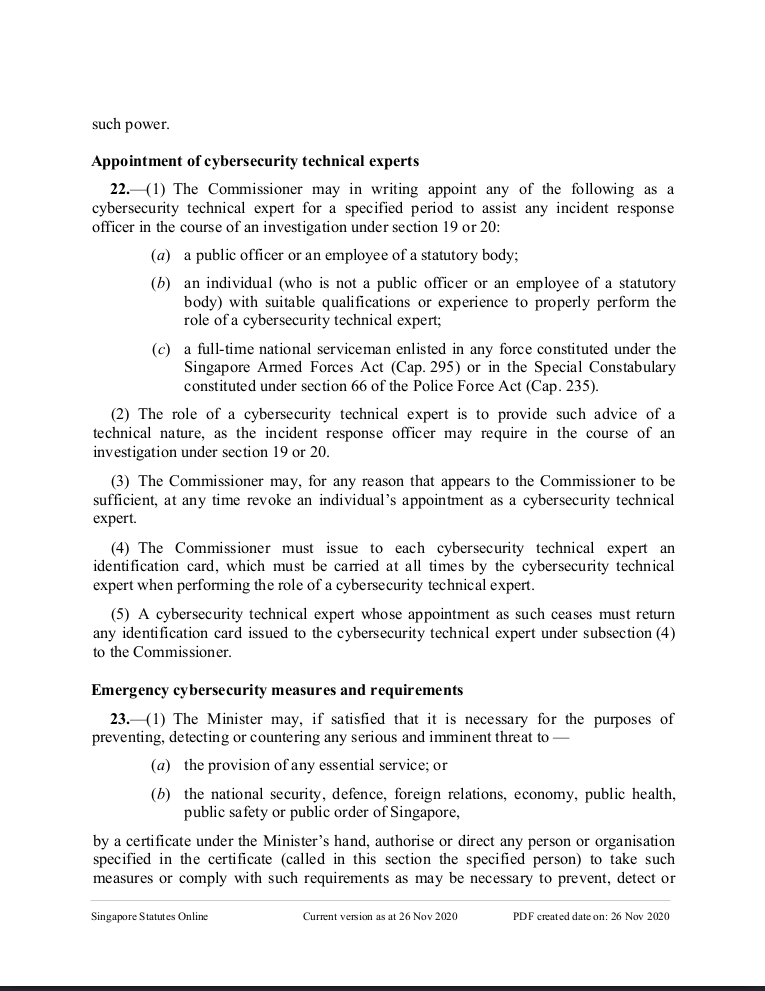 such power.
Appointment of cybersecurity technical experts
22.—(1) The Commissioner may in writing appoint any of the following as a
cybersecurity technical expert for a specified period to assist any incident response
officer in the course of an investigation under section 19 or 20:
(a) a public officer or an employee of a statutory body;
(b) an individual (who is not a public officer or an employee of a statutory
body) with suitable qualifications or experience to properly perform the
role of a cybersecurity technical expert;
(c) a full-time national serviceman enlisted in any force constituted under the
Singapore Armed Forces Act (Cap. 295) or in the Special Constabulary
constituted under section 66 of the Police Force Act (Cap. 235).
(2) The role of a cybersecurity technical expert is to provide such advice of a
technical nature, as the incident response officer may require in the course of an
investigation under section 19 or 20.
(3) The Commissioner may, for any reason that appears to the Commissioner to be
sufficient, at any time revoke an individual’s appointment as a cybersecurity technical
expert.
(4) The Commissioner must issue to each cybersecurity technical expert an
identification card, which must be carried at all times by the cybersecurity technical
expert when performing the role of a cybersecurity technical expert.
(5) A cybersecurity technical expert whose appointment as such ceases must return
any identification card issued to the cybersecurity technical expert under subsection (4)
to the Commissioner.
Emergency cybersecurity measures and requirements
23.—(1) The Minister may, if satisfied that it is necessary for the purposes of
preventing, detecting or countering any serious and imminent threat to —
(a) the provision of any essential service; or
(b) the national security, defence, foreign relations, economy, public health,
public safety or public order of Singapore,
by a certificate under the Minister’s hand, authorise or direct any person or organisation
specified in the certificate (called in this section the specified person) to take such
measures or comply with such requirements as may be necessary to prevent, detect or
Singapore Statutes Online Current version as at 26 Nov 2020 PDF created date on: 26 Nov 2020